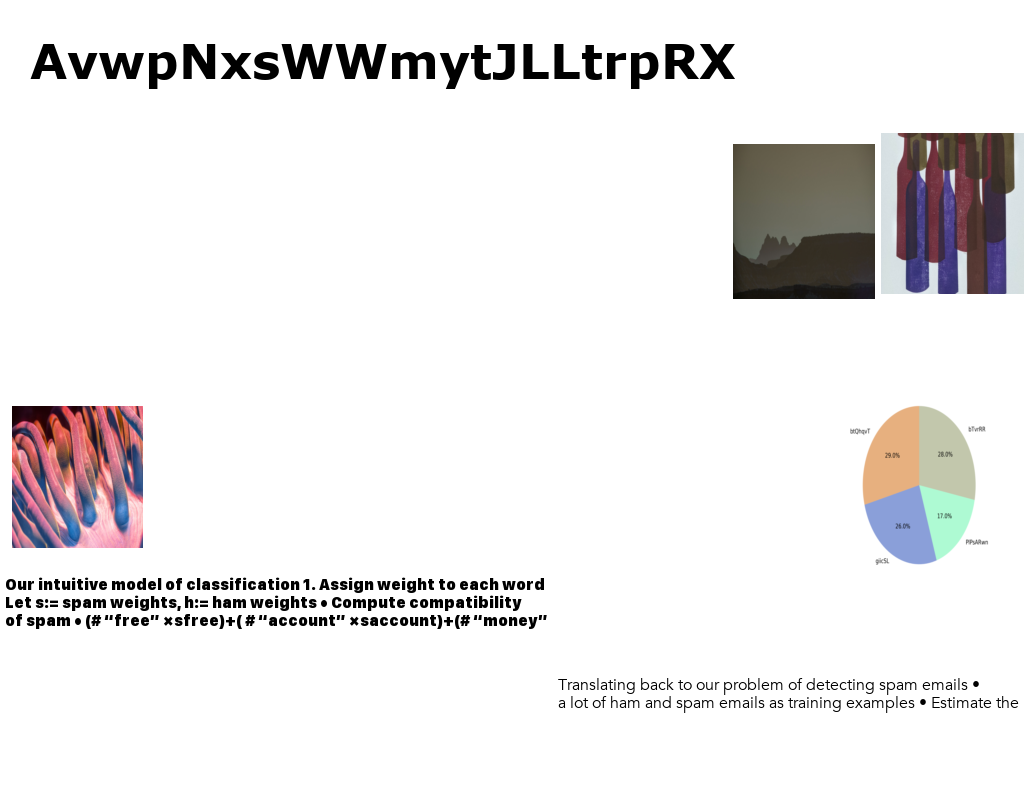 AvwpNxsWWmytJLLtrpRX
btQhqvT
bTvrRR
29.0%
28.0%
17.0%
26.0%
PlPsARwn
giicSL
Our intuitive model of classification 1. Assign weight to each word
Let s:= spam weights, h:= ham weights • Compute compatibility
of spam • (# “free” ×sfree)+( # “account” ×saccount)+(# “money”
Translating back to our problem of detecting spam emails •
a lot of ham and spam emails as training examples • Estimate the